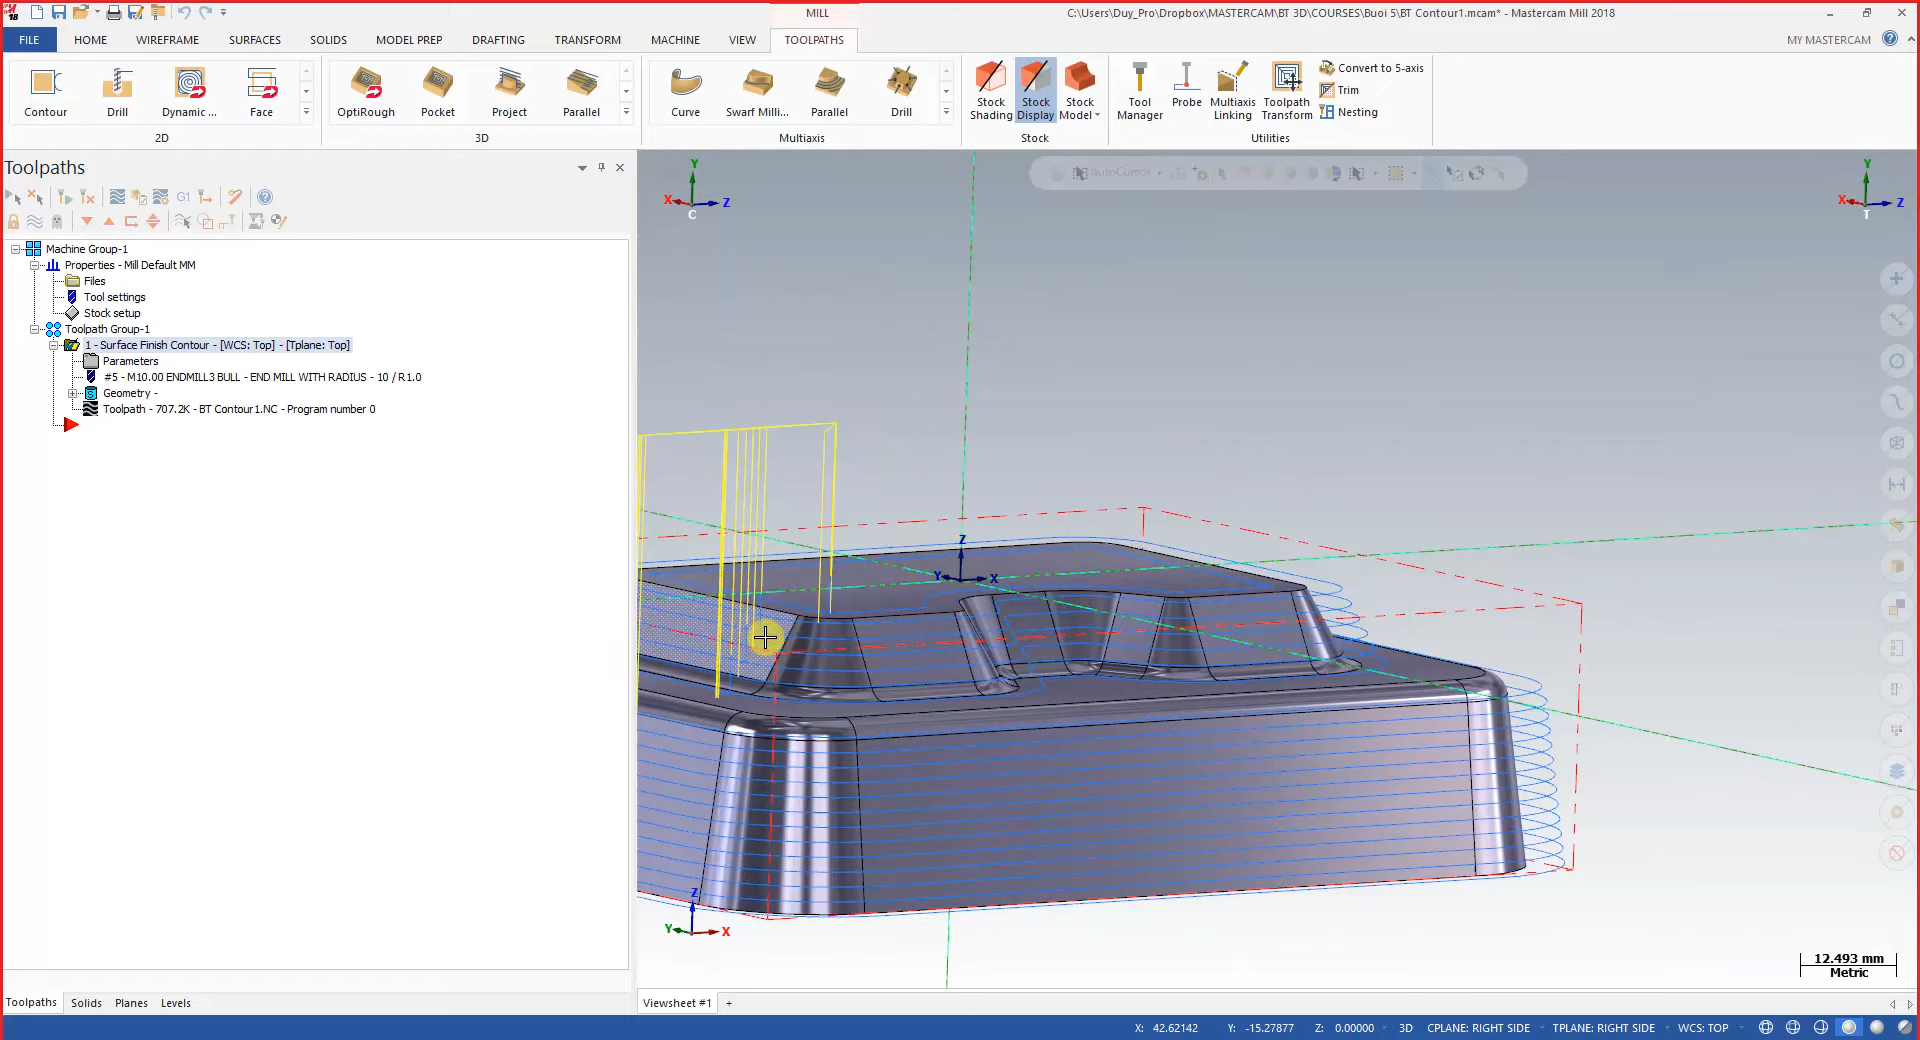 18
MILL
C:\Users\Duy_Pro\Dropbox\MASTERCAM\BT 3D\COURSES\Buoi 5\BT Contour1.mcam* - Mastercam Mill 2018
FILE HOME WIREFRAME SURFACES SOLIDS MODEL PREP DRAFTING TRANSFORM MACHINE VIEW TOOLPATHS MY MASTERCAM
Contour Drill Dynamic ... Face
2D
OptiRough Pocket Project Parallel
3D
Curve Swarf Milli... Parallel Drill
Multiaxis
Stock Shading
Stock Display
Stock Model
Stock
Tool Manager
Probe
Multiaxis Linking
Toolpath Transform
Convert to 5-axis
Trim
Nesting
Utilities
Toolpaths
G1
Machine Group-1
Properties - Mill Default MM
Files
Tool settings
Stock setup
Toolpath Group-1
1 - Surface Finish Contour - [WCS: Top] - [Tplane: Top]
Parameters
#5 - M10.00 ENDMILL3 BULL - END MILL WITH RADIUS - 10 / R1.0
Geometry -
Toolpath - 707.2K - BT Contour1.NC - Program number 0
Y
X Z
C
AutoCursor
Y
X Z
T
Z
Y X
Z
Y X
12.493 mm
Metric
Toolpaths Solids Planes Levels
Viewsheet #1 +
X: 42.62142 Y: -15.27877 Z: 0.00000 3D CPLANE: RIGHT SIDE TPLANE: RIGHT SIDE WCS: TOP